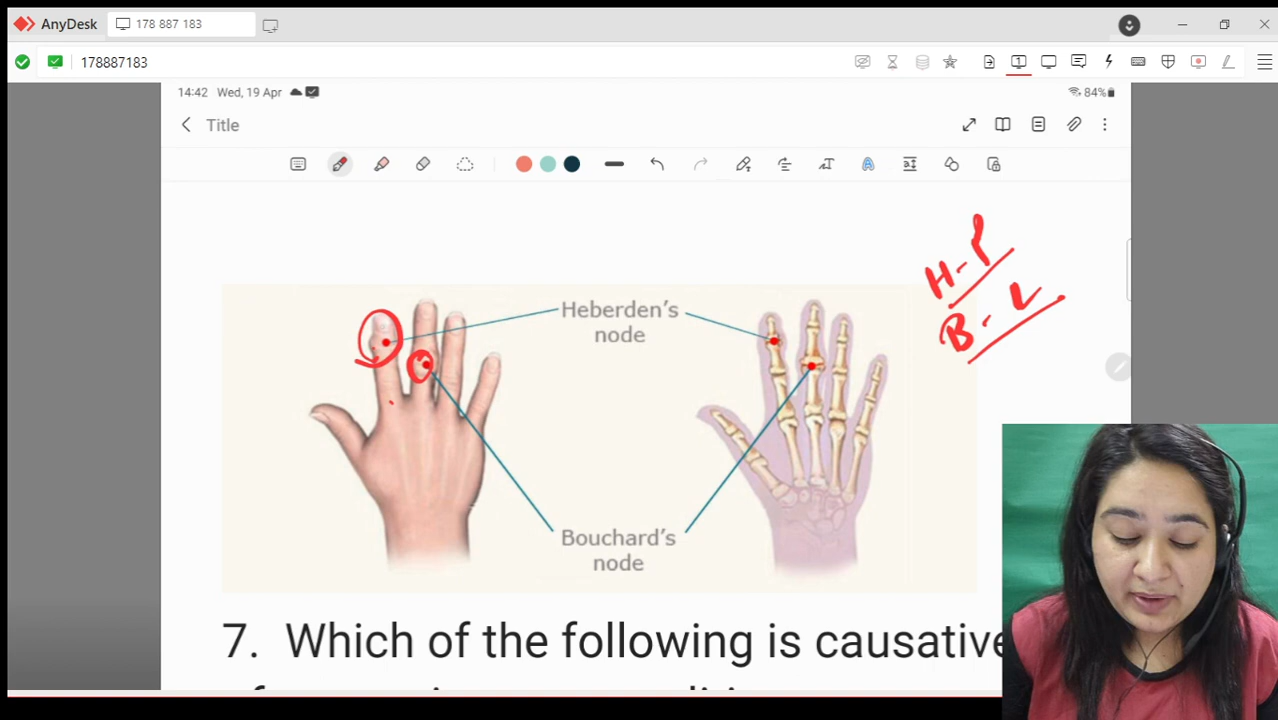 AnyDesk
178 887 183
178887183
14:42 Wed, 19 Apr
84%
Title
H-P
B-L
Heberden's
node
Bouchard's
node
7. Which of the following is causative